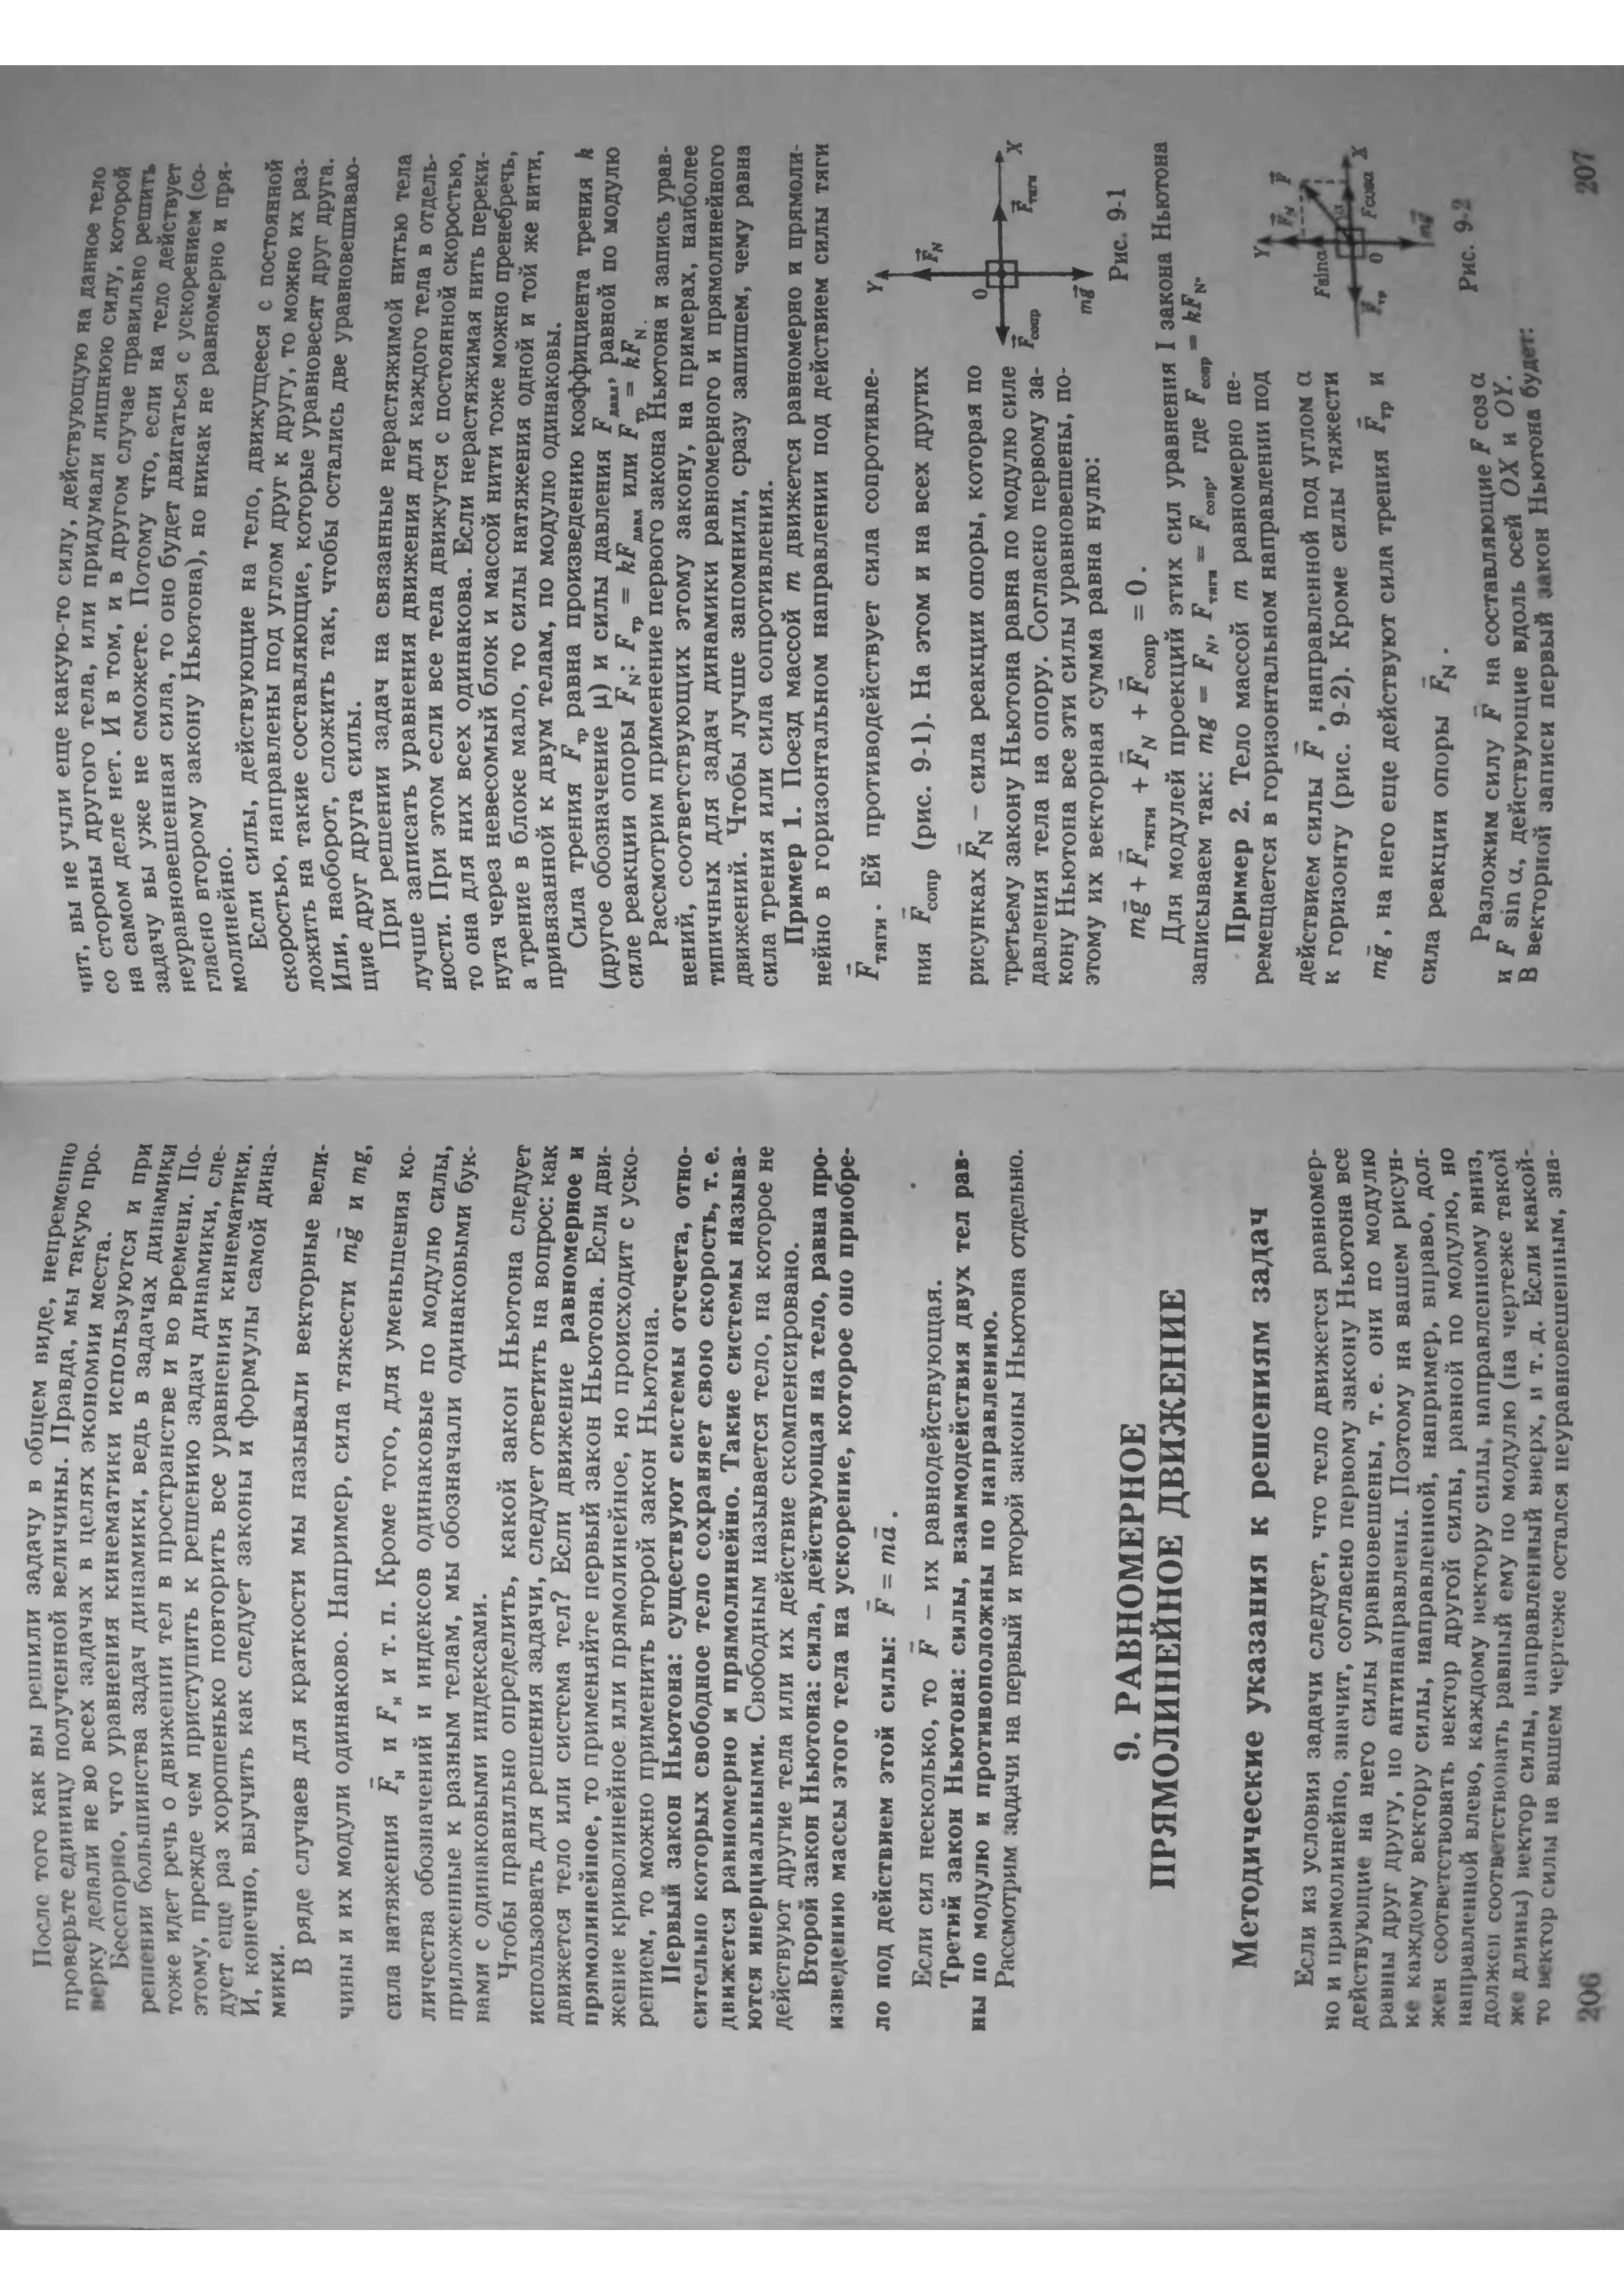 После того как вы решили задачу в общем виде, непременно
проверьте единицу полученной величины. Правда, мы такую про-
верку делали не во всех задачах в целях экономии места.
Бесспорно, что уравнения кинематики используются и при
решении большинства задач динамики, ведь в задачах динамики
тоже идет речь о движении тел в пространстве и во времени. По-
этому, прежде чем приступить к решению задач динамики, сле-
дует еще раз хорошенько повторить все уравнения кинематики.
И, конечно, выучить как следует законы и формулы самой дина-
мики.
В ряде случаев для краткости мы называли векторные вели-
чины и их модули одинаково. Например, сила тяжести m𝑔̄ и mg,
сила натяжения F̄н и Fн и т. п. Кроме того, для уменьшения ко-
личества обозначений и индексов одинаковые по модулю силы,
приложенные к разным телам, мы обозначали одинаковыми бук-
вами с одинаковыми индексами.
Чтобы правильно определить, какой закон Ньютона следует
использовать для решения задачи, следует ответить на вопрос: как
движется тело или система тел? Если движение равномерное и
прямолинейное, то применяйте первый закон Ньютона. Если дви-
жение криволинейное или прямолинейное, но происходит с уско-
рением, то можно применить второй закон Ньютона.
Первый закон Ньютона: существуют системы отсчета, отно-
сительно которых свободное тело сохраняет свою скорость, т. е.
движется равномерно и прямолинейно. Такие системы называ-
ются инерциальными. Свободным называется тело, на которое не
действуют другие тела или их действие скомпенсировано.
Второй закон Ньютона: сила, действующая на тело, равна про-
изведению массы этого тела на ускорение, которое оно приобре-
ло под действием этой силы: F̄ = mā .
Если сил несколько, то F̄ – их равнодействующая.
Третий закон Ньютона: силы, взаимодействия двух тел рав-
ны по модулю и противоположны по направлению.
Рассмотрим задачи на первый и второй законы Ньютона отдельно.
9. РАВНОМЕРНОЕ
ПРЯМОЛИНЕЙНОЕ ДВИЖЕНИЕ
Методические указания к решениям задач
Если из условия задачи следует, что тело движется равномер-
но и прямолинейно, значит, согласно первому закону Ньютона все
действующие на него силы уравновешены, т. е. они по модулю
равны друг другу, но антипаралелны. Поэтому на вашем рисун-
ке каждому вектору силы, направленной, например, вправо, дол-
жен соответствовать вектор другой силы, равной по модулю, но
направленной влево, каждому вектору силы, направленному вниз,
должен соответствовать равный ему по модулю (на чертеже такой
же длины) вектор силы, направленный вверх, и т. д. Если какой-
то вектор силы на вашем чертеже остался неуравновешенным, зна-
206
чит, вы не учли еще какую-то силу, действующую на данное тело
со стороны другого тела, или придумали лишнюю силу, которой
на самом деле нет. И в том, и в другом случае правильно решить
задачу вы уже не сможете. Потому что, если на тело действует
неуравновешенная сила, то оно будет двигаться с ускорением (со-
гласно второму закону Ньютона), но никак не равномерно и пря-
молинейно.
Если силы, действующие на тело, движущееся с постоянной
скоростью, направлены под углом друг к другу, то можно их раз-
ложить на такие составляющие, которые уравновесят друг друга.
Или, наоборот, сложить так, чтобы остались две уравновешиваю-
щие друг друга силы.
При решении задач на связанные нерастяжимой нитью тела
лучше записать уравнения движения для каждого тела в отдель-
ности. При этом если все тела движутся с постоянной скоростью,
то она для них всех одинакова. Если нерастяжимая нить переки-
нута через невесомый блок и массой нити тоже можно пренебречь,
а трение в блоке мало, то силы натяжения одной и той же нити,
привязанной к двум телам, по модулю одинаковы.
Сила трения Fтр равна произведению коэффициента трения k
(другое обозначение μ) и силы давления Fдавл, равной по модулю
силе реакции опоры FN: Fтр = kFдавл или Fтр = kFN.
Рассмотрим применение первого закона Ньютона и запись урав-
нений, соответствующих этому закону, на примерах, наиболее
типичных для задач динамики равномерного и прямолинейного
движений. Чтобы лучше запомнили, сразу запишем, чему равна
сила трения или сила сопротивления.
Пример 1. Поезд массой m движется равномерно и прямоли-
нейно в горизонтальном направлении под действием силы тяги
F̄тяги . Ей противодействует сила сопротивле-
ния F̄сопр (рис. 9-1). На этом и на всех других
рисунках F̄N – сила реакции опоры, которая по
третьему закону Ньютона равна по модулю силе
давления тела на опору. Согласно первому за-
кону Ньютона все эти силы уравновешены, по-
этому их векторная сумма равна нулю:
m𝑔̄ + F̄тяги + F̄N + F̄сопр = 0 .
Y
F̄N
0
X
F̄сопр
F̄тяги
m𝑔̄
Рис. 9-1
Для модулей проекций этих сил уравнения I закона Ньютона
записываем так: mg = FN, Fтяги = Fсопр, где Fсопр = kFN.
Пример 2. Тело массой m равномерно пе-
ремещается в горизонтальном направлении под
действием силы F̄ , направленной под углом α
к горизонту (рис. 9-2). Кроме силы тяжести
m𝑔̄ , на него еще действуют сила трения F̄тр и
сила реакции опоры F̄N .
Y
F̄N
F̄
Fsinα
α
X
F̄тр
0
Fcosα
m𝑔̄
Рис. 9-2
Разложим силу F̄ на составляющие F cos α
и F sin α, действующие вдоль осей OX и OY.
В векторной записи первый закон Ньютона будет:
207